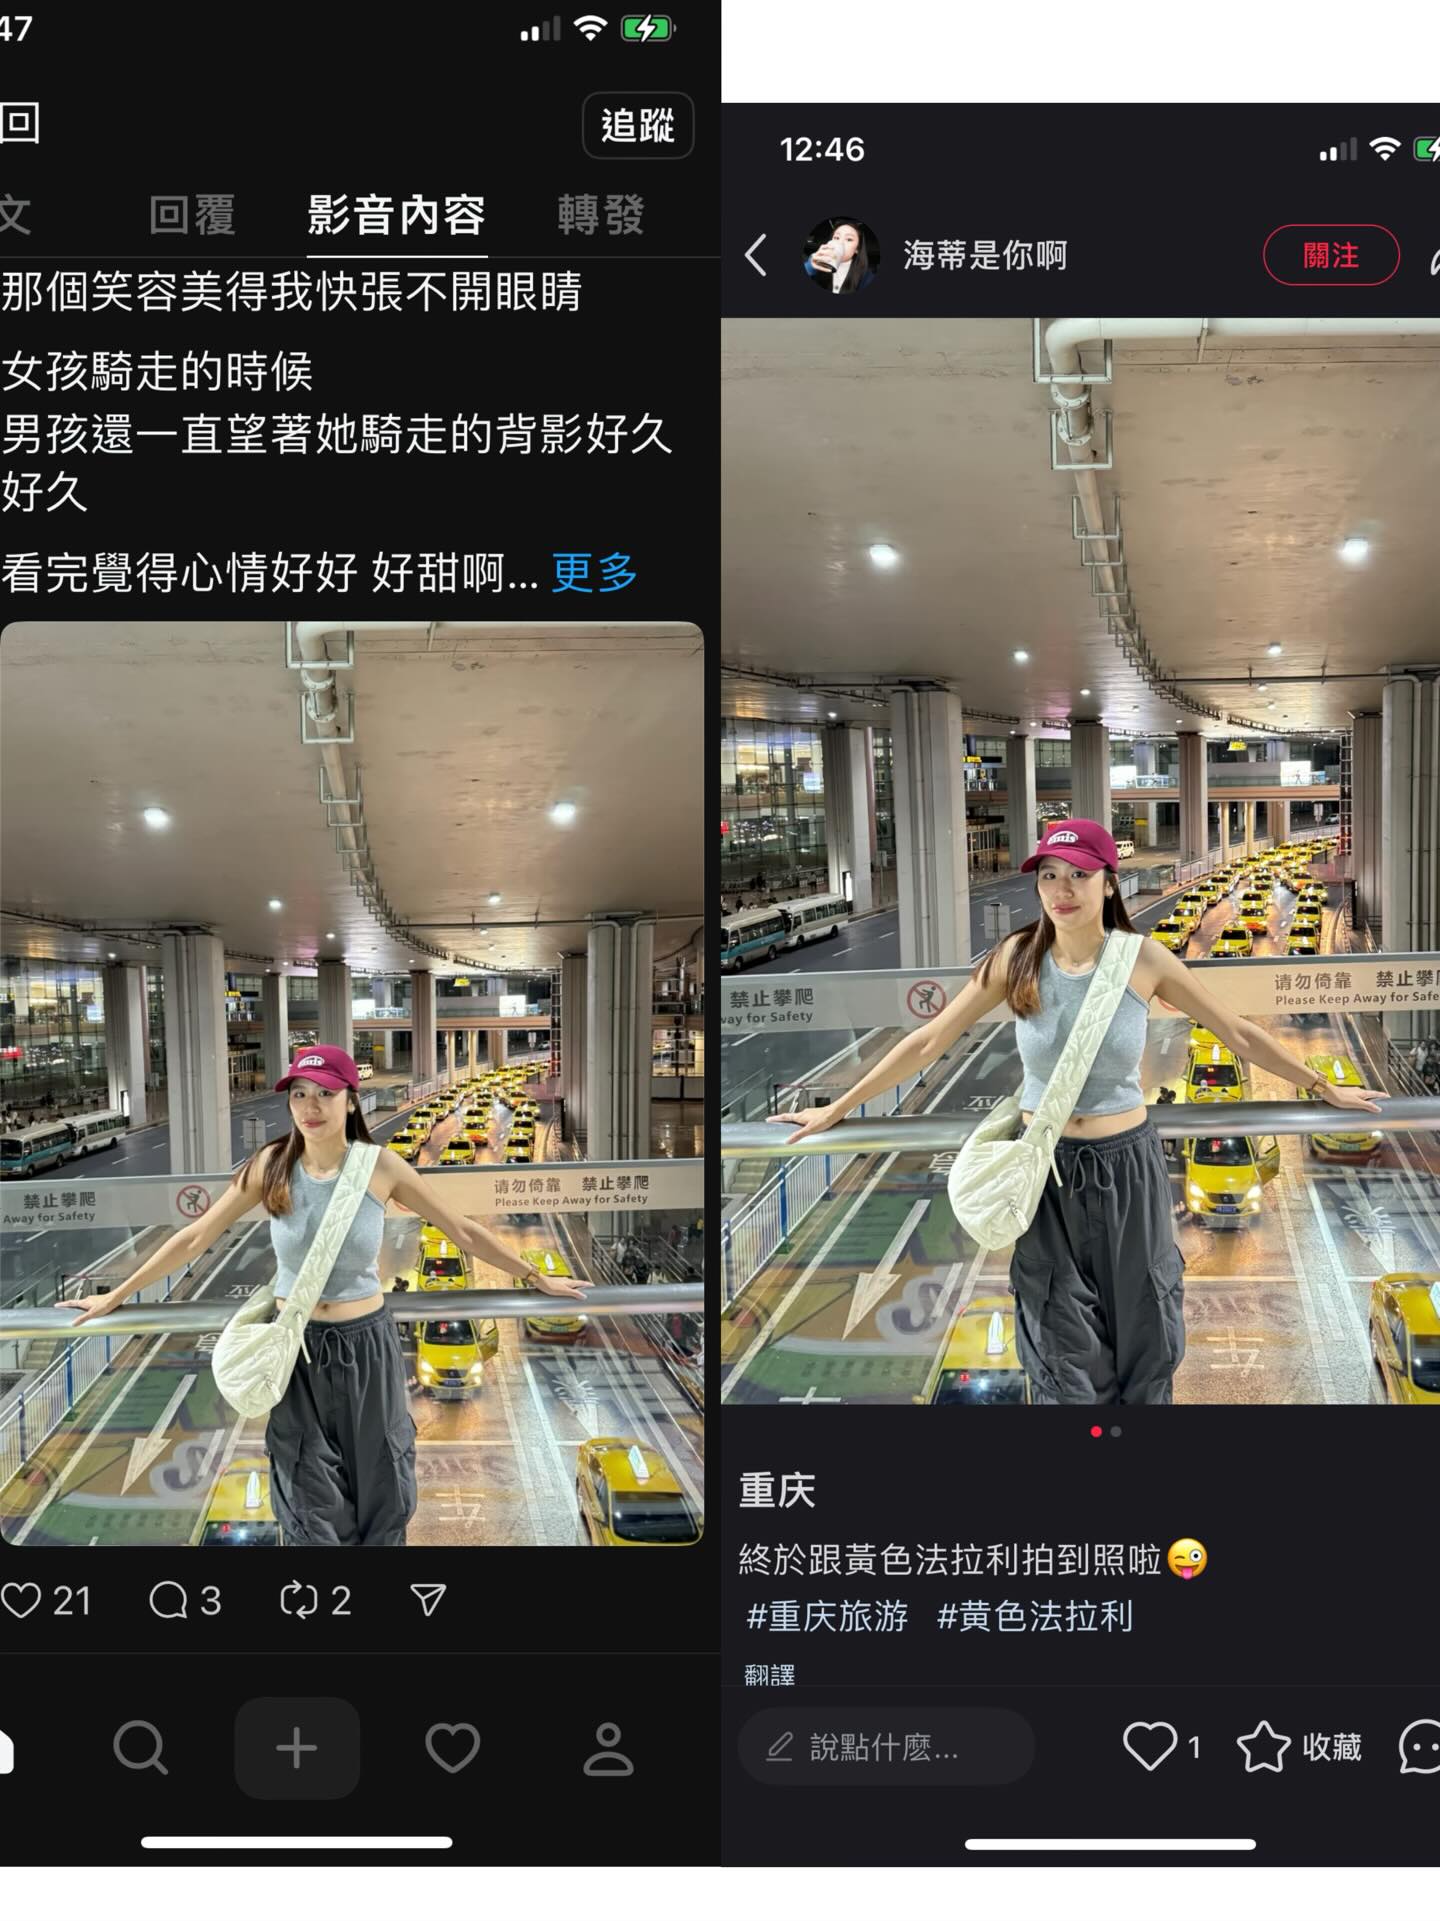 47
回
追蹤
文
回覆
影音內容
轉發
那個笑容美得我快張不開眼睛
女孩騎走的時候
男孩還一直望著她騎走的背影好久
好久
看完覺得心情好好 好甜啊... 更多
禁止攀爬
Away for Safety
请勿倚靠 禁止攀爬
Please Keep Away for Safety
21
3
2
12:46
海蒂是你啊
關注
禁止攀爬
way for Safety
请勿倚靠 禁止攀爬
Please Keep Away for Safe
重庆
終於跟黃色法拉利拍到照啦😜
#重庆旅游 #黄色法拉利
翻譯
說點什麼...
1
收藏